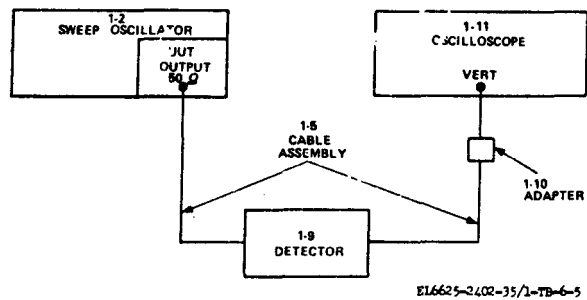 1-2
SWEEP OSCILLATOR
OUTPUT
50 Ω
1-11
OSCILLOSCOPE
VERT
1-5
CABLE
ASSEMBLY
1-10
ADAPTER
1-9
DETECTOR
EL6625-2402-35/1-TB-6-5